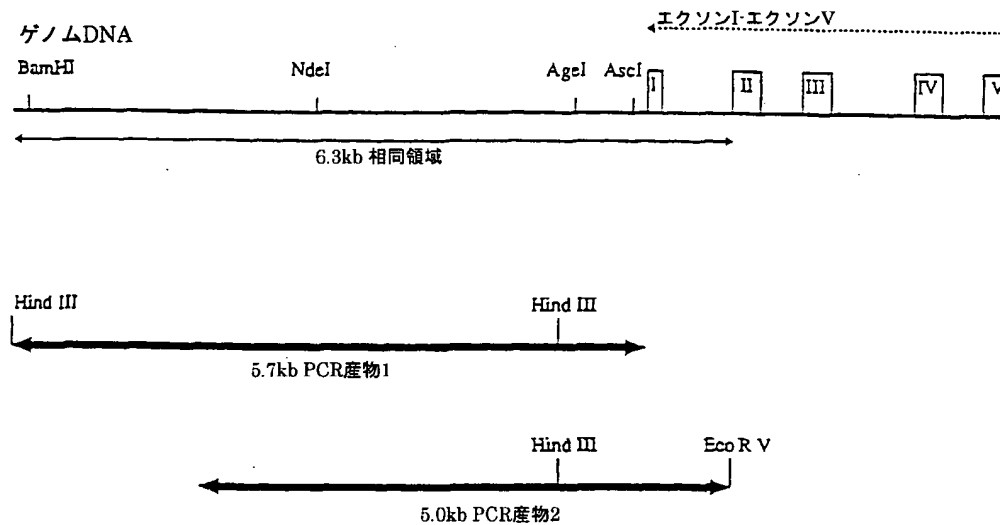 エクソンI-エクソンV
ゲノムDNA
BamHI NdeI AgeI AscI I II III IV V
6.3kb 相同領域
Hind III Hind III
5.7kb PCR産物1
Hind III Eco R V
5.0kb PCR産物2